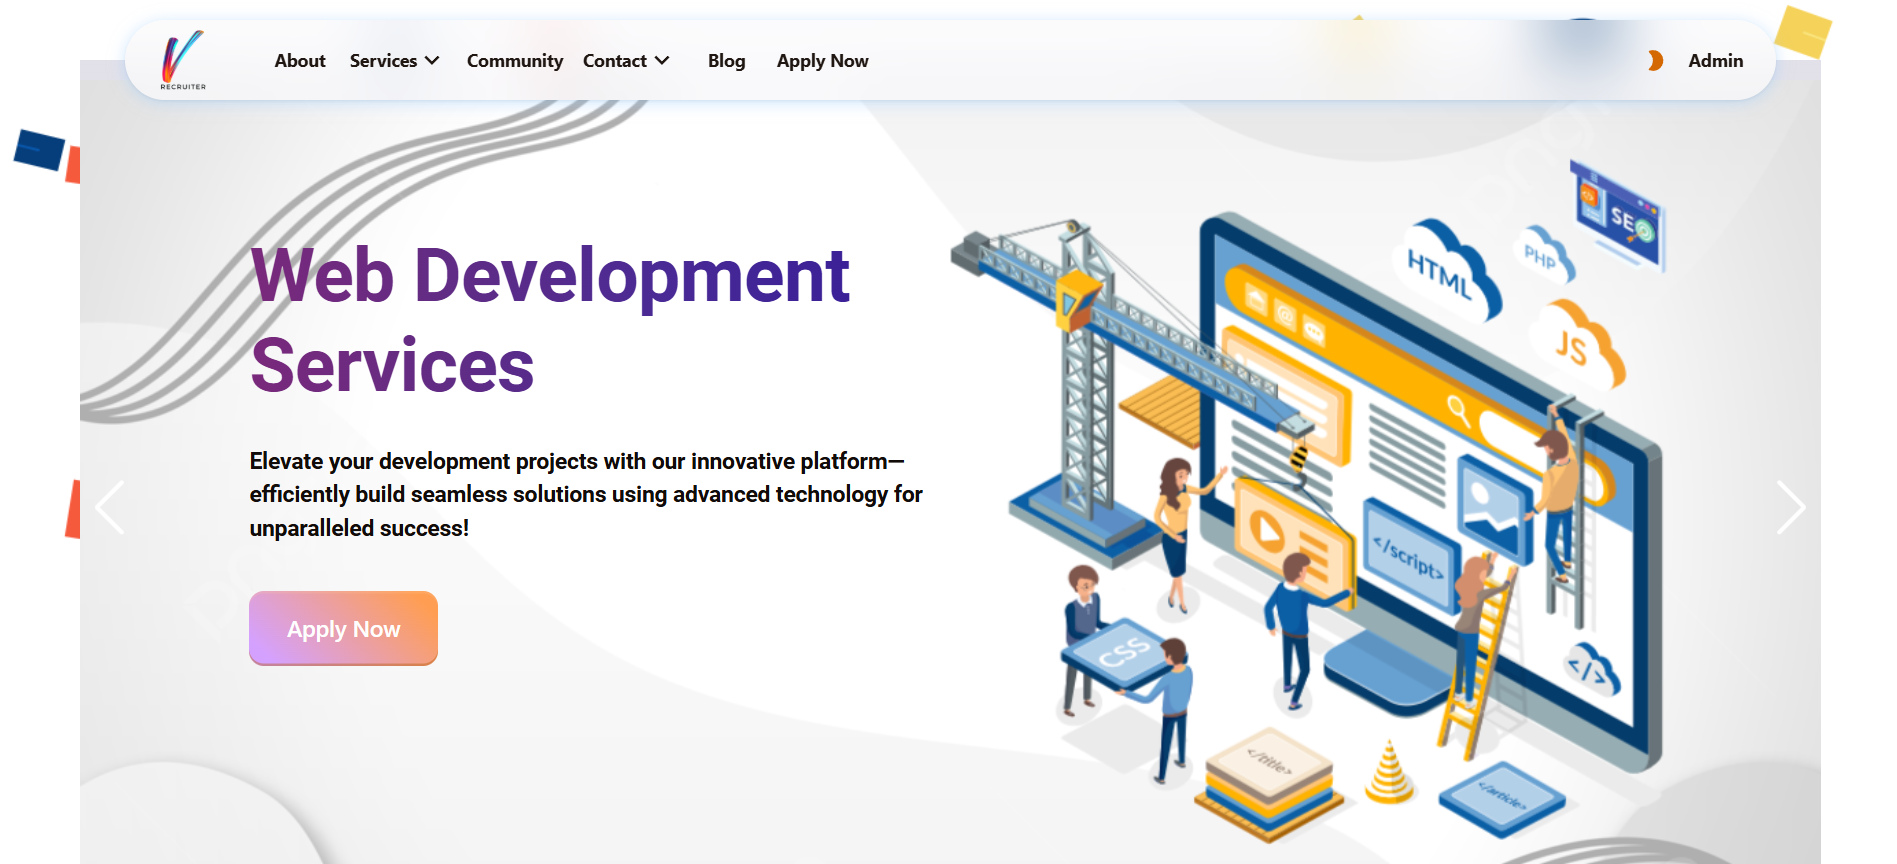 RECRUITER
About Services Community Contact Blog Apply Now Admin
Web Development
Services
Elevate your development projects with our innovative platform—
efficiently build seamless solutions using advanced technology for
unparalleled success!
Apply Now
SEO
HTML
PHP
JS
</script>
CSS
</>
</title>
</article>